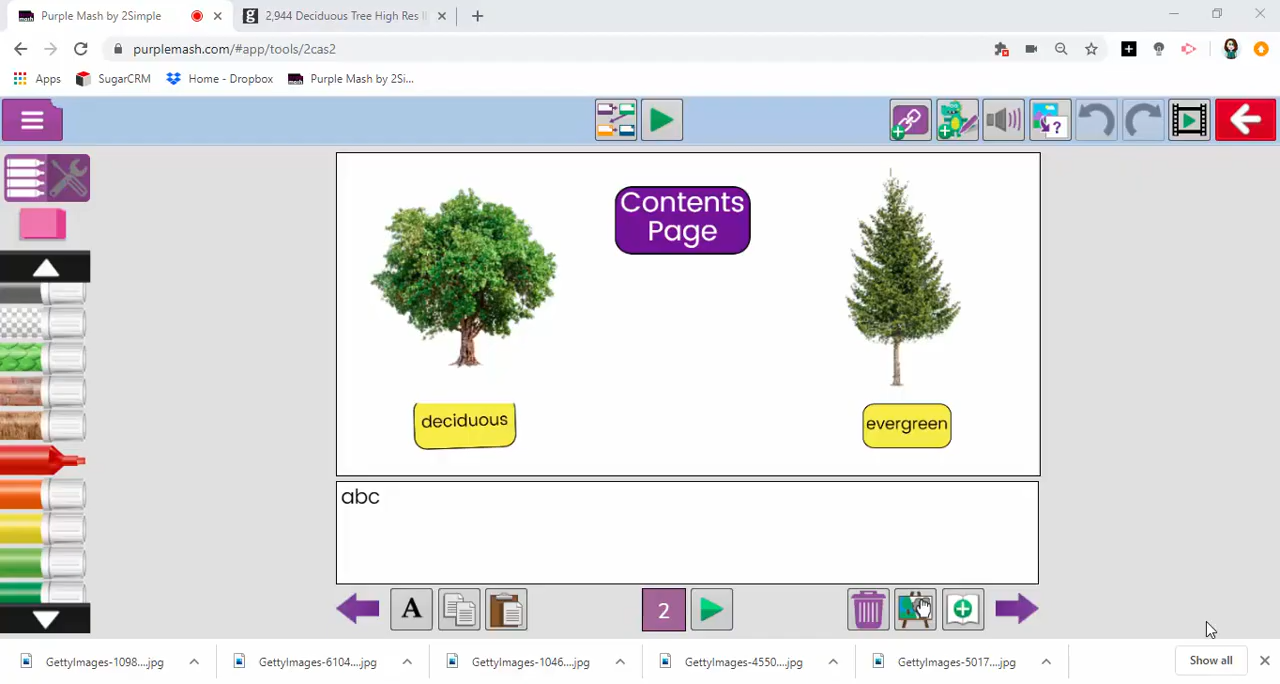 Purple Mash by 2Simple
2,944 Deciduous Tree High Res Il
purplemash.com/#app/tools/2cas2
Apps
SugarCRM
Home - Dropbox
Purple Mash by 2Si...
Contents
Page
deciduous
evergreen
abc
A
2
GettyImages-1098....jpg
GettyImages-6104....jpg
GettyImages-1046....jpg
GettyImages-4550....jpg
GettyImages-5017....jpg
Show all